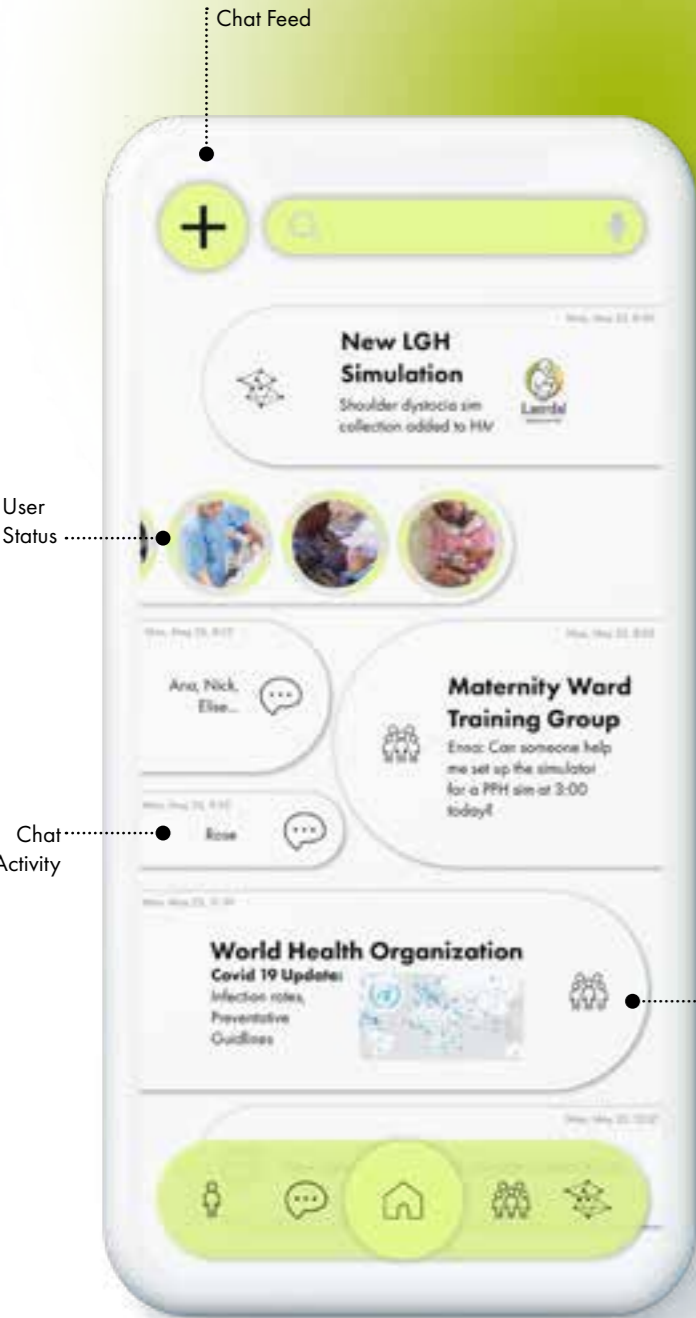 Chat Feed
New LGH
Simulation
Shoulder dystocia sim
collection added to HM
Laerdal
User
Status
Ana, Nick,
Elise...
Maternity Ward
Training Group
Enna: Can someone help
me set up the simulator
for a PPH sim at 3:00
today?
Chat
Activity
Rose
World Health Organization
Covid 19 Update:
Infection rates,
Preventative
Guidlines